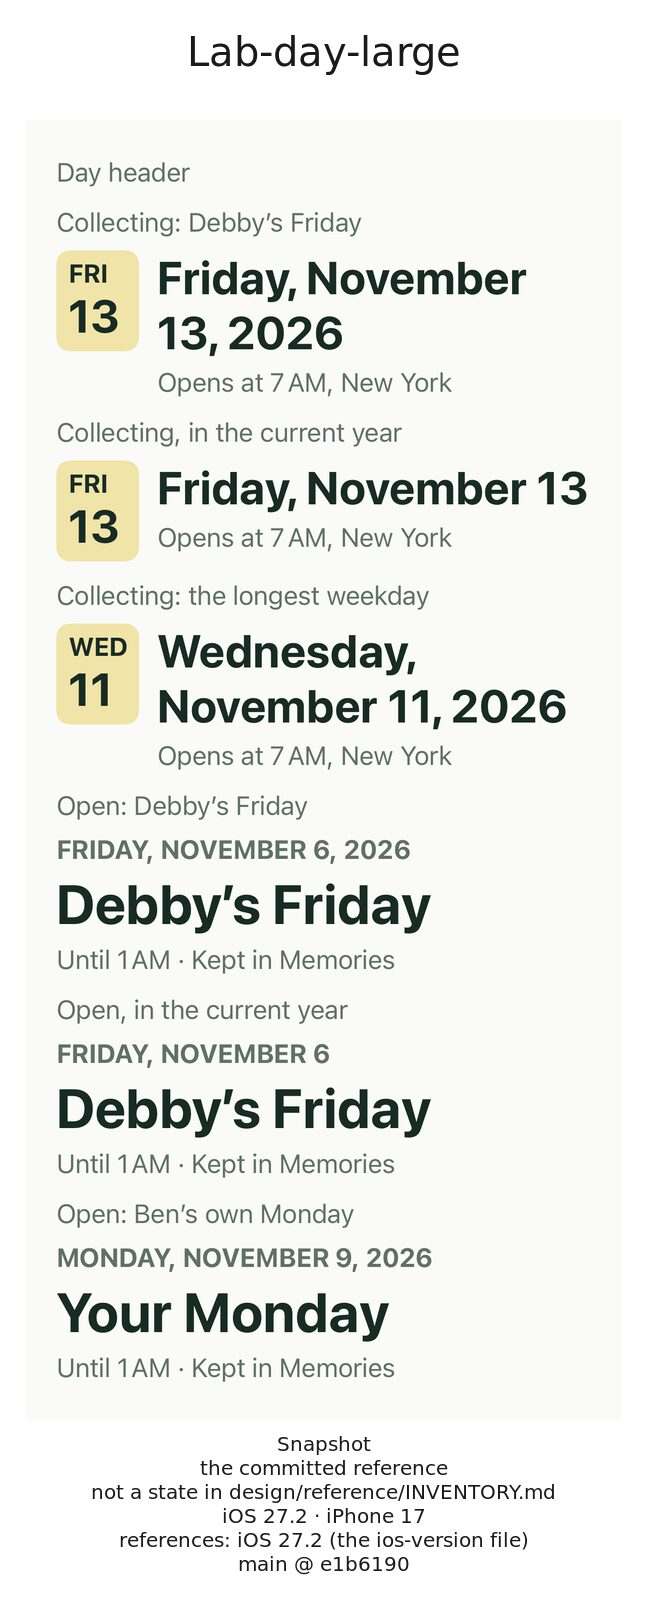 Lab-day-large
Day header
Collecting: Debby’s Friday
FRI
13
Friday, November
13, 2026
Opens at 7 AM, New York
Collecting, in the current year
FRI
13
Friday, November 13
Opens at 7 AM, New York
Collecting: the longest weekday
WED
11
Wednesday,
November 11, 2026
Opens at 7 AM, New York
Open: Debby’s Friday
FRIDAY, NOVEMBER 6, 2026
Debby’s Friday
Until 1 AM · Kept in Memories
Open, in the current year
FRIDAY, NOVEMBER 6
Debby’s Friday
Until 1 AM · Kept in Memories
Open: Ben’s own Monday
MONDAY, NOVEMBER 9, 2026
Your Monday
Until 1 AM · Kept in Memories
Snapshot
the committed reference
not a state in design/reference/INVENTORY.md
iOS 27.2 · iPhone 17
references: iOS 27.2 (the ios-version file)
main @ e1b6190